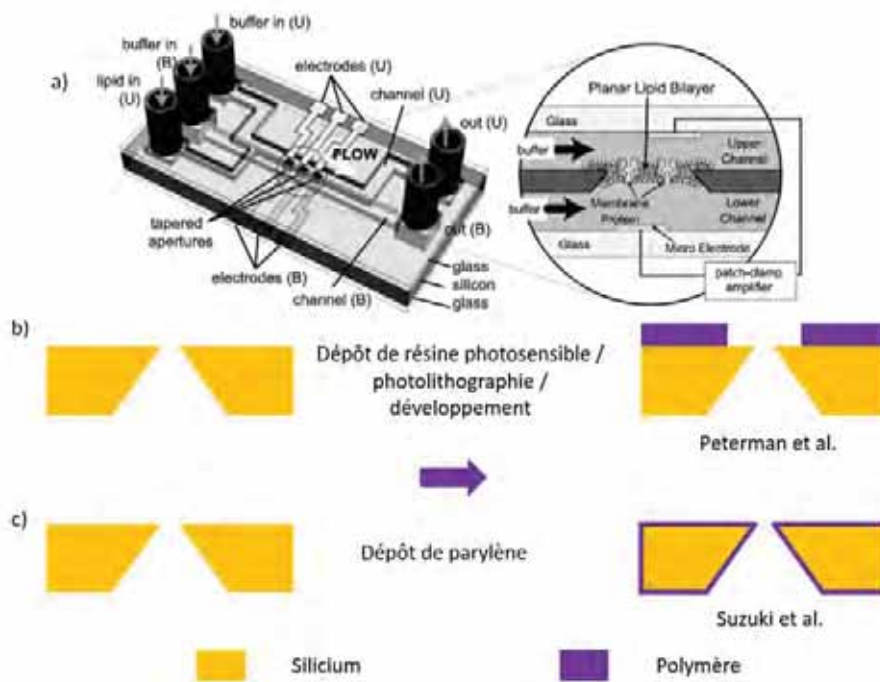 a)
buffer in (U)
buffer in
(B)
lipid in
(U)
electrodes (U)
channel (U)
out (U)
FLOW
tapered
apertures
electrodes (B)
channel (B)
out (B)
glass
silicon
glass
Planar Lipid Bilayer
Glass
buffer
Upper
Channel
Membrane
Protein
buffer
Lower
Channel
Glass
Micro Electrode
patch-clamp
amplifier
b)
Dépôt de résine photosensible /
photolithographie /
développement
Peterman et al.
c)
Dépôt de parylène
Suzuki et al.
Silicium
Polymère